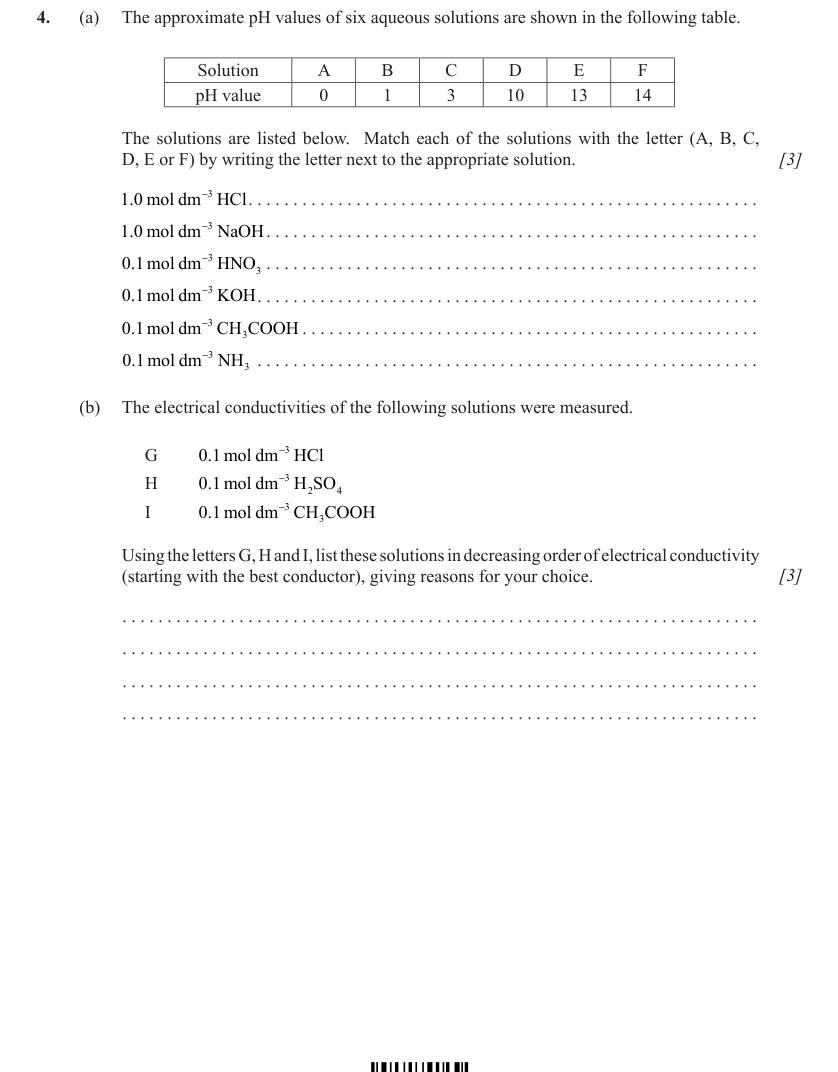 4. (a) The approximate pH values of six aqueous solutions are shown in the following table.
Solution A B C D E F
pH value 0 1 3 10 13 14
The solutions are listed below. Match each of the solutions with the letter (A, B, C,
D, E or F) by writing the letter next to the appropriate solution. [3]
1.0 mol dm⁻³ HCl. . . . . . . . . . . . . . . . . . . . . . . . . . . . . . . . . . . . . . . . . . . . . . . . . . . . . . . . .
1.0 mol dm⁻³ NaOH. . . . . . . . . . . . . . . . . . . . . . . . . . . . . . . . . . . . . . . . . . . . . . . . . . . . . . .
0.1 mol dm⁻³ HNO₃ . . . . . . . . . . . . . . . . . . . . . . . . . . . . . . . . . . . . . . . . . . . . . . . . . . . . . . .
0.1 mol dm⁻³ KOH. . . . . . . . . . . . . . . . . . . . . . . . . . . . . . . . . . . . . . . . . . . . . . . . . . . . . . . .
0.1 mol dm⁻³ CH₃COOH . . . . . . . . . . . . . . . . . . . . . . . . . . . . . . . . . . . . . . . . . . . . . . . . . . .
0.1 mol dm⁻³ NH₃ . . . . . . . . . . . . . . . . . . . . . . . . . . . . . . . . . . . . . . . . . . . . . . . . . . . . . . . .
(b) The electrical conductivities of the following solutions were measured.
G 0.1 mol dm⁻³ HCl
H 0.1 mol dm⁻³ H₂SO₄
I 0.1 mol dm⁻³ CH₃COOH
Using the letters G, H and I, list these solutions in decreasing order of electrical conductivity
(starting with the best conductor), giving reasons for your choice. [3]